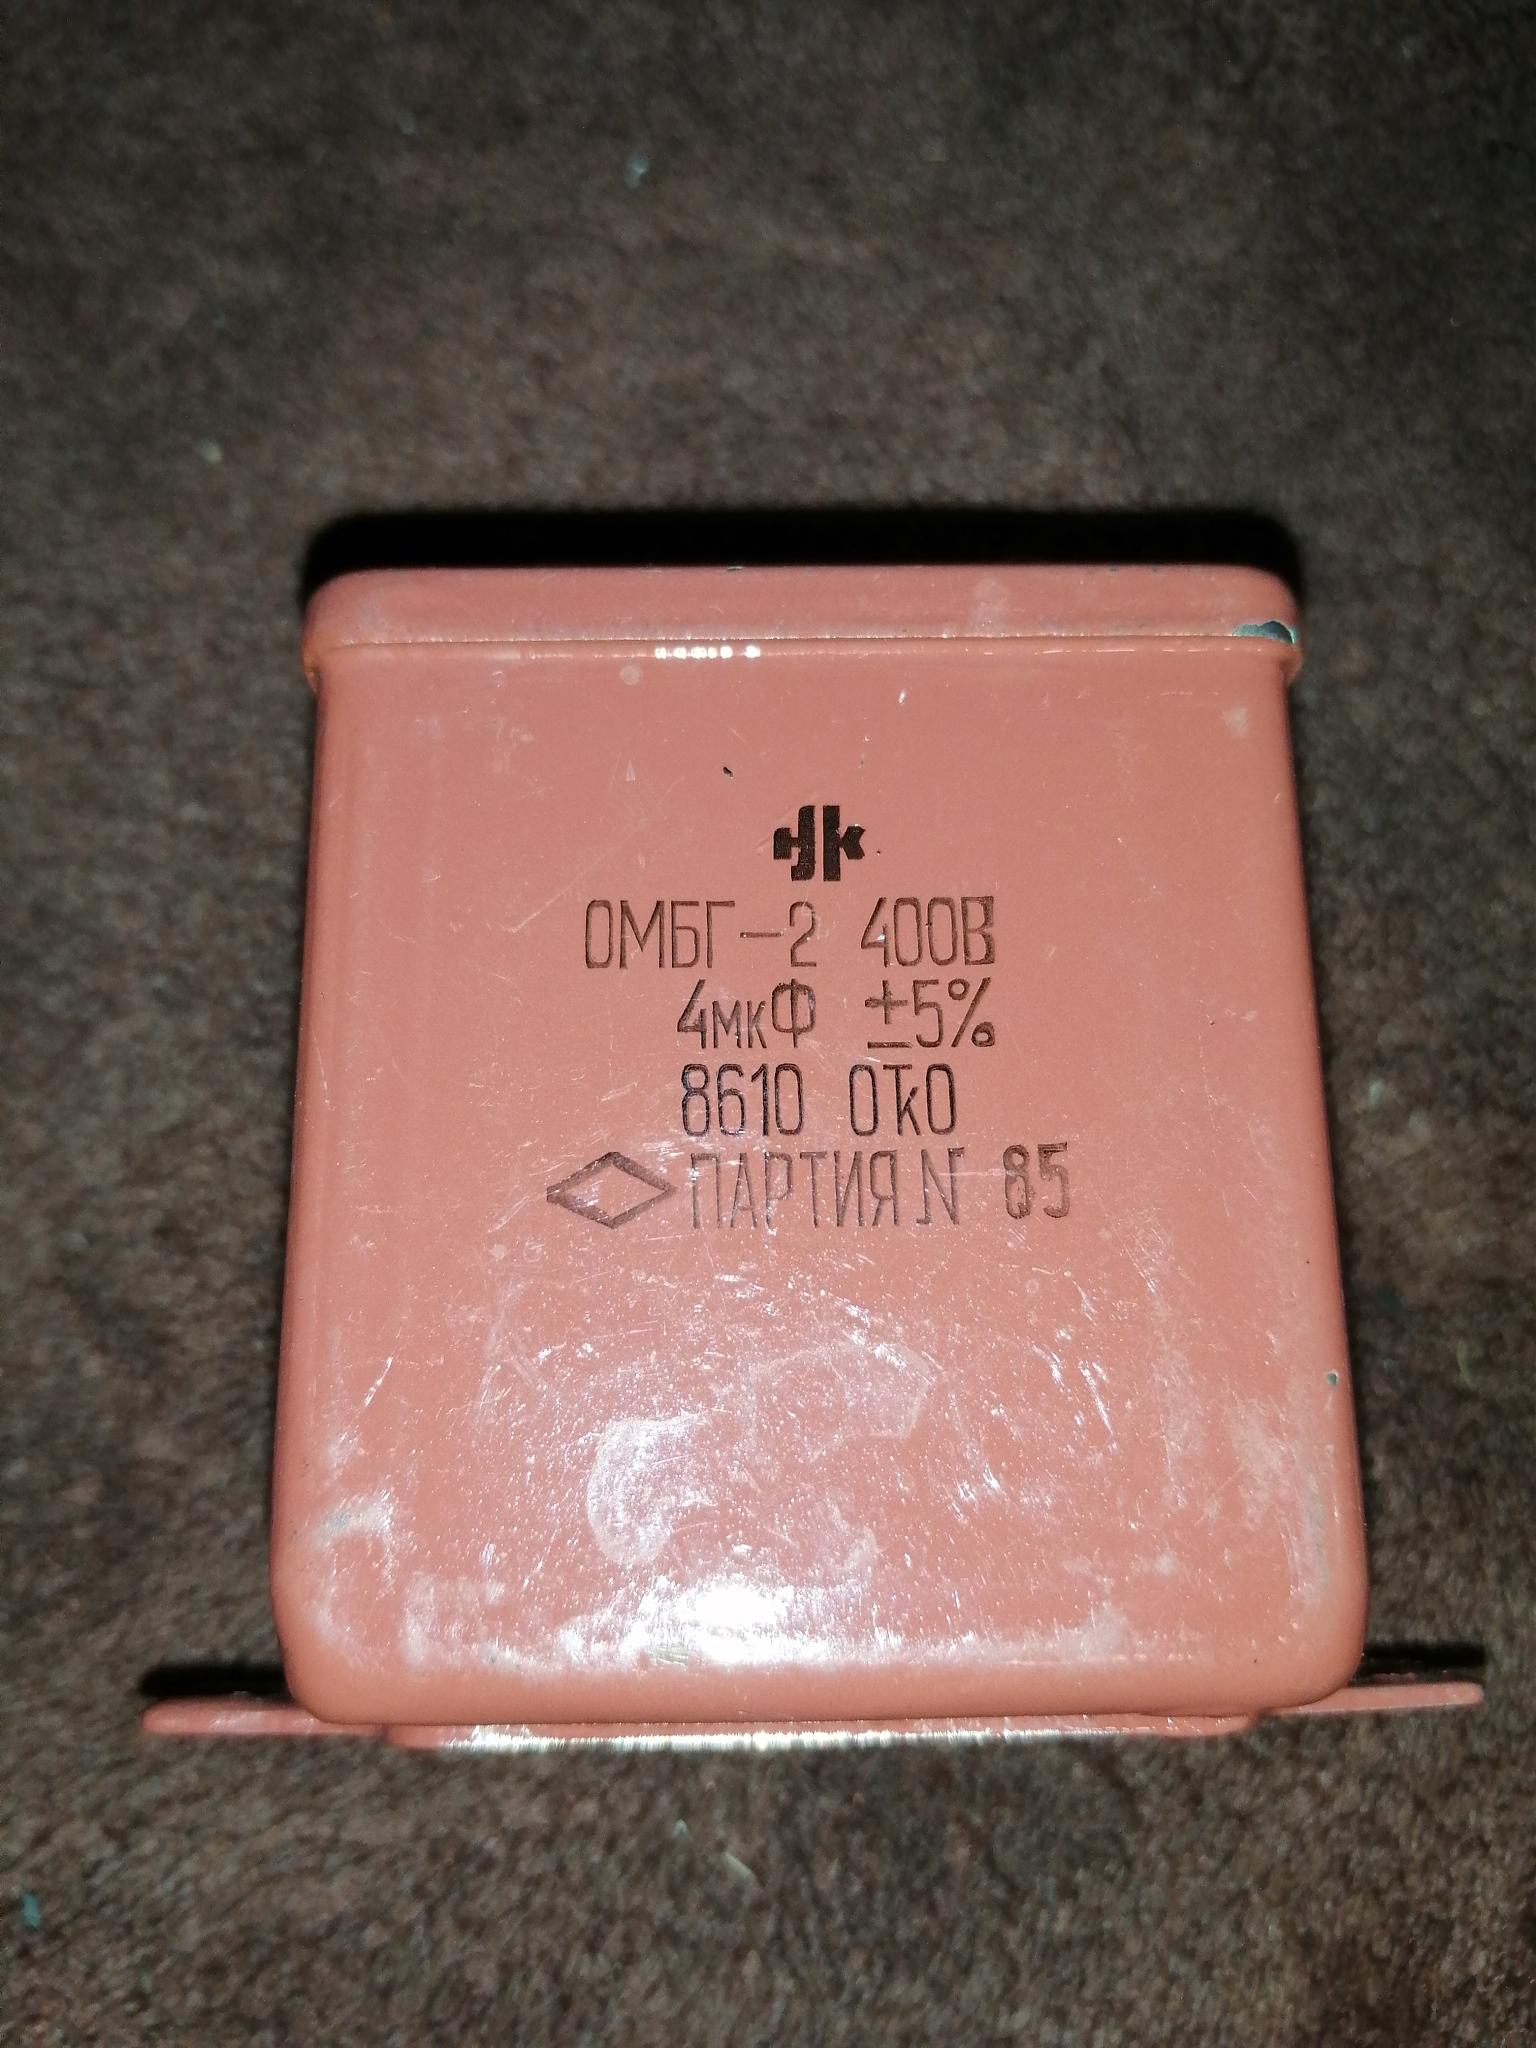 ОМБГ-2 400В
4мкФ ±5%
8610 ОТК0
ПАРТИЯ N 85